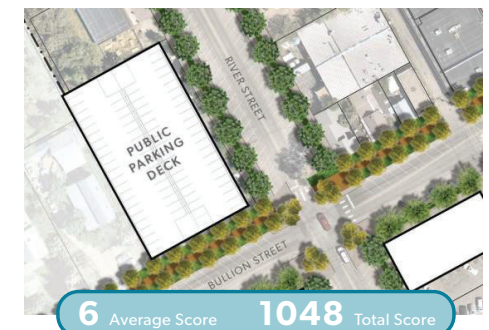 RIVER STREET
PUBLIC
PARKING
DECK
BULLION STREET
6 Average Score 1048 Total Score